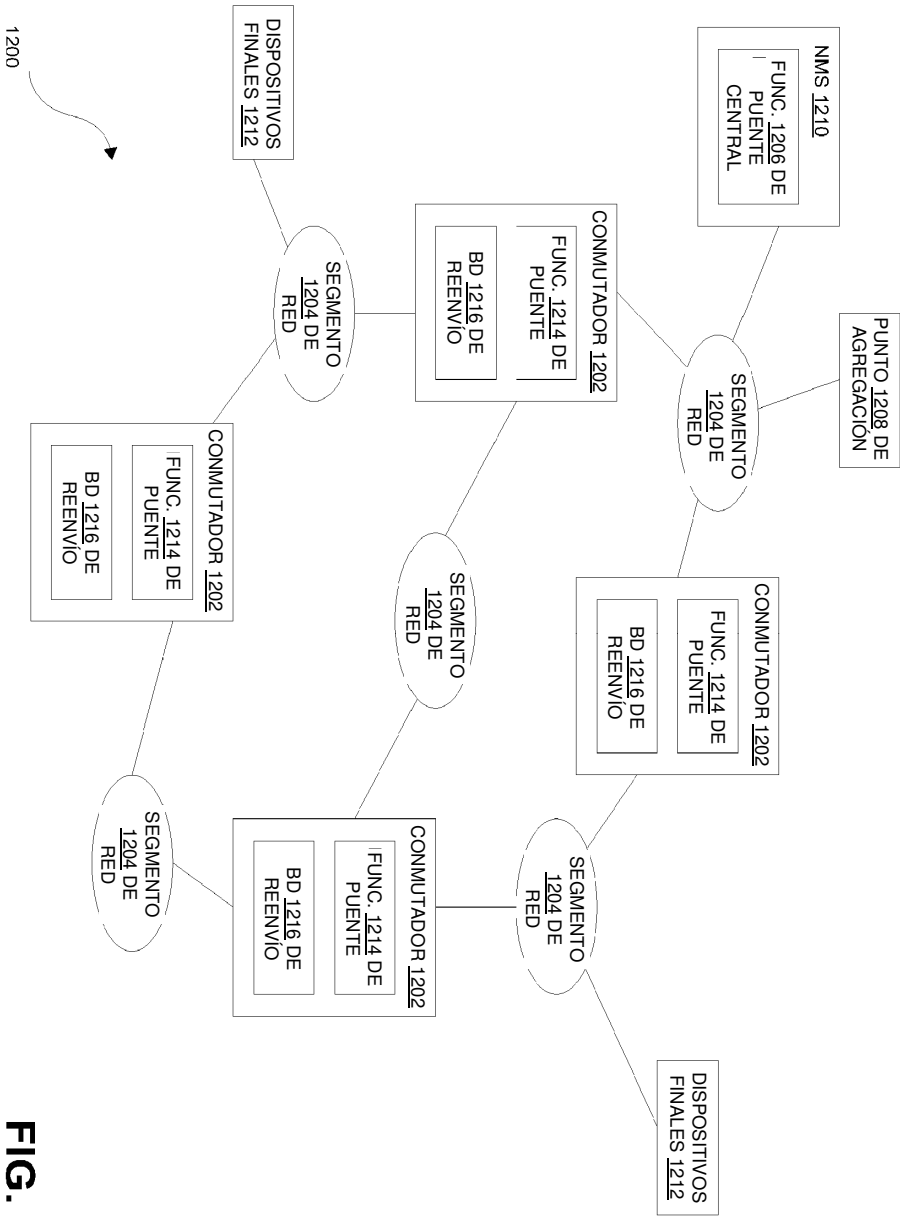 NMS 1210
FUNC. 1206 DE
PUENTE
CENTRAL
PUNTO 1208 DE
AGREGACIÓN
SEGMENTO
1204 DE
RED
CONMUTADOR 1202
FUNC. 1214 DE
PUENTE
BD 1216 DE
REENVÍO
CONMUTADOR 1202
FUNC. 1214 DE
PUENTE
BD 1216 DE
REENVÍO
DISPOSITIVOS
FINALES 1212
SEGMENTO
1204 DE
RED
SEGMENTO
1204 DE
RED
SEGMENTO
1204 DE
RED
DISPOSITIVOS
FINALES 1212
CONMUTADOR 1202
FUNC. 1214 DE
PUENTE
BD 1216 DE
REENVÍO
CONMUTADOR 1202
FUNC. 1214 DE
PUENTE
BD 1216 DE
REENVÍO
SEGMENTO
1204 DE
RED
1200
FIG.